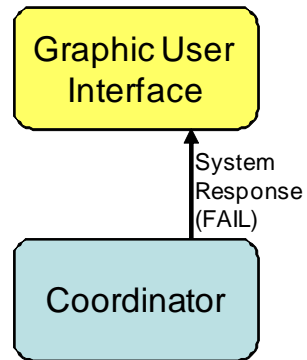 Graphic User
Interface
System
Response
(FAIL)
Coordinator